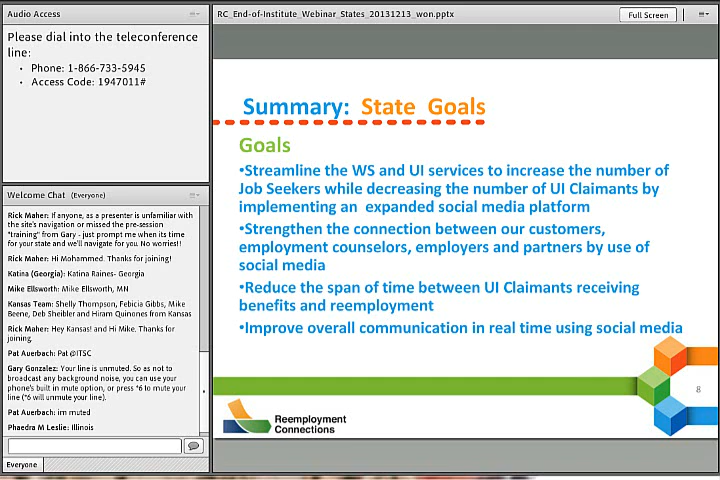 Audio Access
Please dial into the teleconference
line:
• Phone: 1-866-733-5945
• Access Code: 1947011#
Welcome Chat (Everyone)
Rick Maher: If anyone, as a presenter is unfamiliar with
the site's navigation or missed the pre-session
"training" from Gary - just prompt me when its time
for your state and we'll navigate for you. No worries!!
Rick Maher: Hi Mohammed. Thanks for joining!
Katina (Georgia): Katina Raines- Georgia
Mike Ellsworth: Mike Ellsworth, MN
Kansas Team: Shelly Thompson, Febicia Gibbs, Mike
Beene, Deb Sheibler and Hiram Quinones from Kansas
Rick Maher: Hey Kansas! and Hi Mike. Thanks for
joining.
Pat Auerbach: Pat @ITSC
Gary Gonzalez: Your line is unmuted. So as not to
broadcast any background noise, you can use your
phone's built in mute option, or press *6 to mute your
line (*6 will unmute your line).
Pat Auerbach: im muted
Phaedra M Leslie: Illinois
Everyone
RC_End-of-Institute_Webinar_States_20131213_won.pptx
Full Screen
Summary: State Goals
Goals
•Streamline the WS and UI services to increase the number of
Job Seekers while decreasing the number of UI Claimants by
implementing an expanded social media platform
•Strengthen the connection between our customers,
employment counselors, employers and partners by use of
social media
•Reduce the span of time between UI Claimants receiving
benefits and reemployment
•Improve overall communication in real time using social media
8
Reemployment
Connections